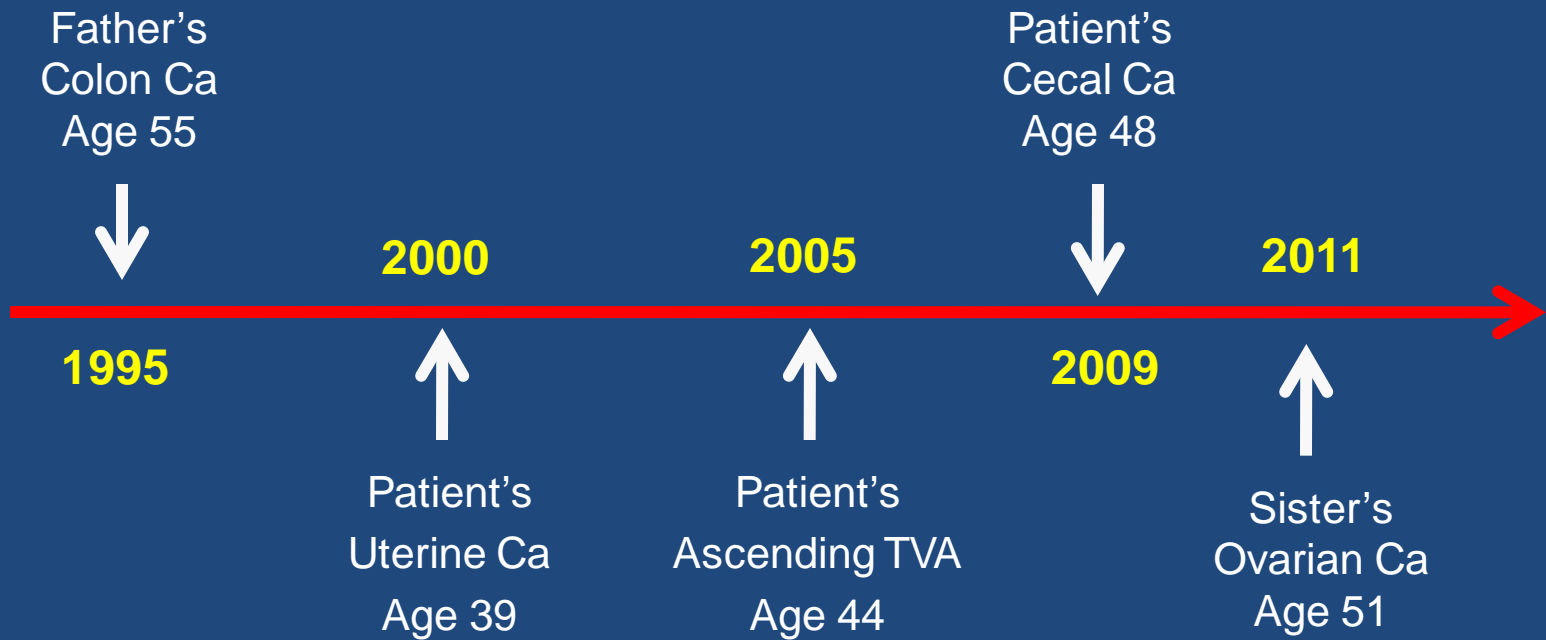 Father’s
Colon Ca
Age 55
Patient’s
Cecal Ca
Age 48
2000
2005
2011
1995
2009
Patient’s
Uterine Ca
Age 39
Patient’s
Ascending TVA
Age 44
Sister’s
Ovarian Ca
Age 51